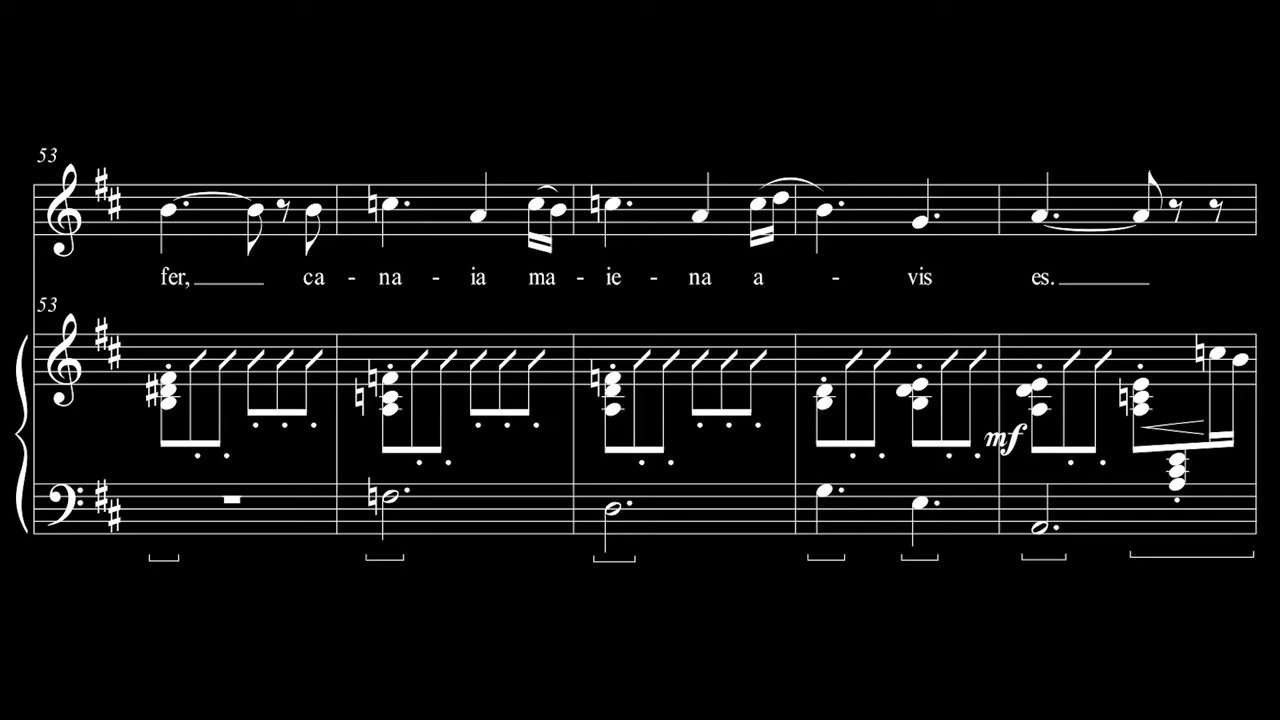 53
fer, ca - na - ia ma - ie - na a - vis es.
53
mf